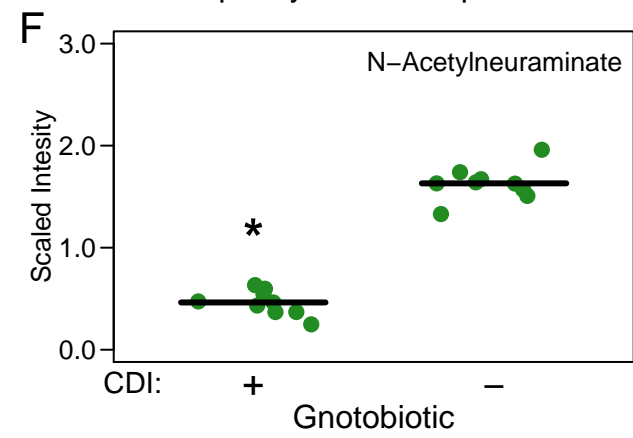 F
N−Acetylneuraminate
Scaled Intesity
3.0
2.0
1.0
0.0
*
CDI: + −
Gnotobiotic